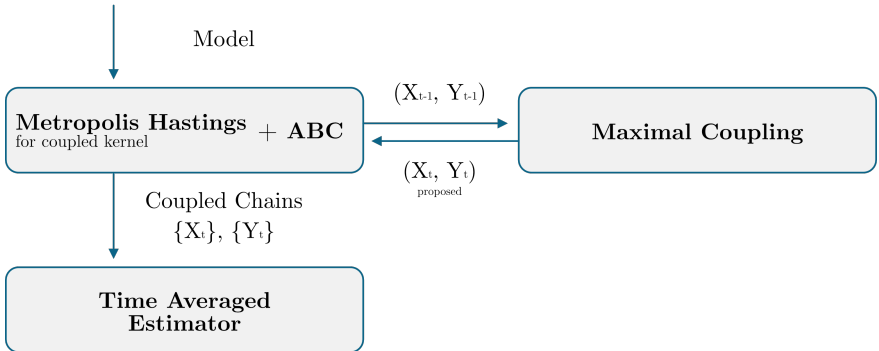 Model
(Xt-1, Yt-1)
Metropolis Hastings + ABC
for coupled kernel
Maximal Coupling
(Xt, Yt)
proposed
Coupled Chains
{Xt}, {Yt}
Time Averaged
Estimator